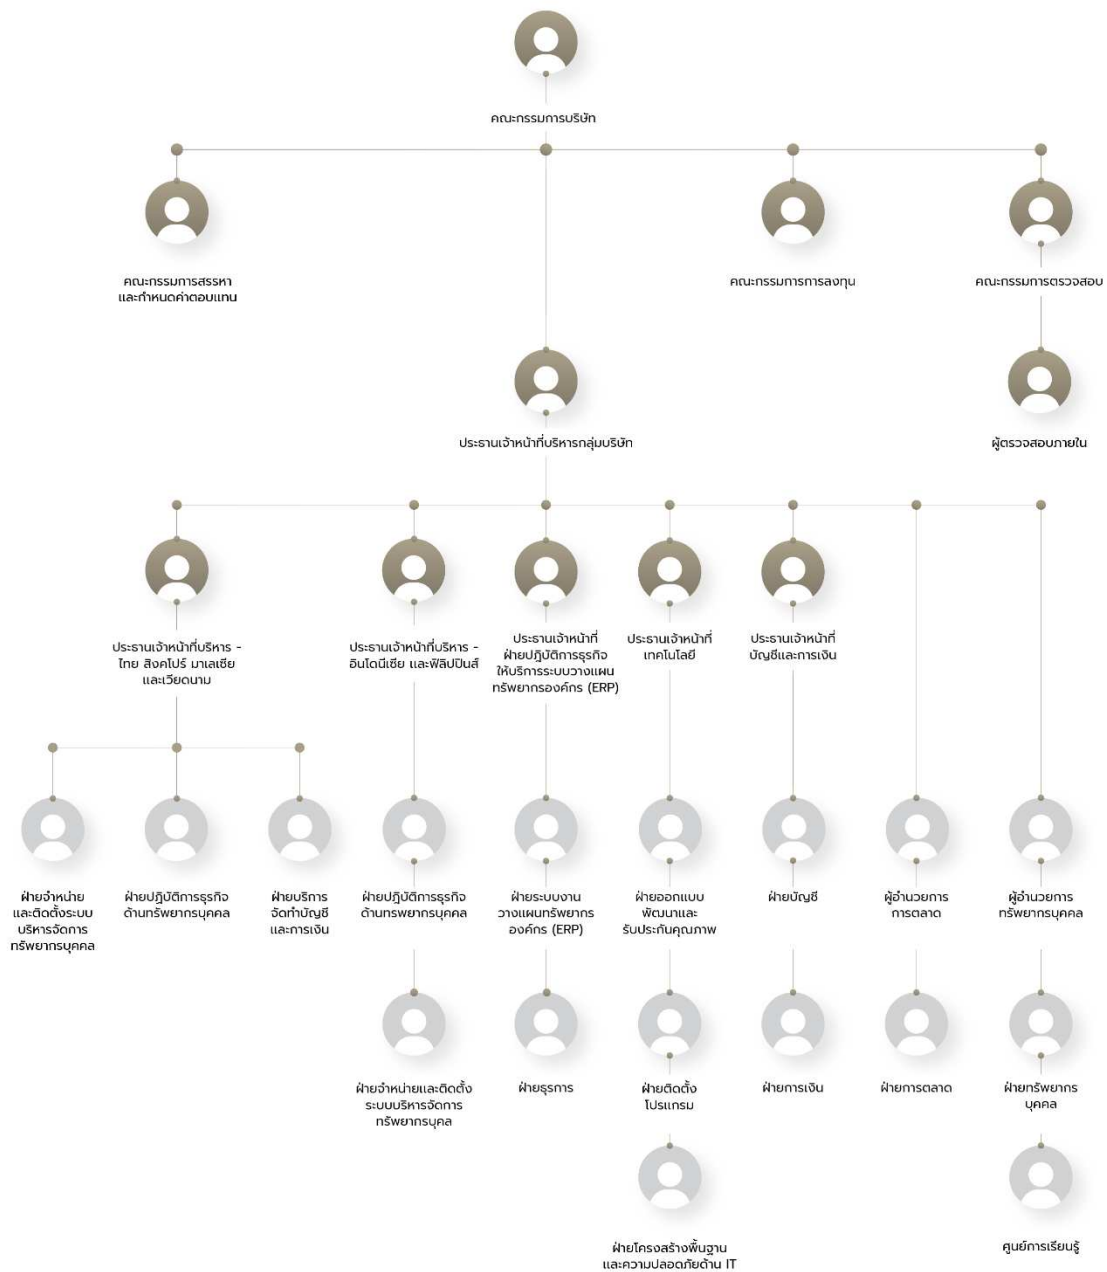 คณะกรรมการบริษัท
คณะกรรมการสรรหา
และกำหนดค่าตอบแทน
คณะกรรมการการลงทุน
คณะกรรมการตรวจสอบ
ประธานเจ้าหน้าที่บริหารกลุ่มบริษัท
ผู้ตรวจสอบภายใน
ประธานเจ้าหน้าที่บริหาร -
ไทย สิงคโปร์ มาเลเซีย
และเวียดนาม
ประธานเจ้าหน้าที่บริหาร -
อินโดนีเซีย และฟิลิปปินส์
ประธานเจ้าหน้าที่
ฝ่ายปฎิบัติการธุรกิจ
ให้บริการระบบวางแผน
ทรัพยากรองค์กร (ERP)
ประธานเจ้าหน้าที่
เทคโนโลยี
ประธานเจ้าหน้าที่
บัญชีและการเงิน
ฝ่ายจำหน่าย
และติดตั้งระบบ
บริหารจัดการ
ทรัพยากรบุคคล
ฝ่ายปฏิบัติการธุรกิจ
ด้านทรัพยากรบุคคล
ฝ่ายบริการ
จัดทำบัญชี
และการเงิน
ฝ่ายปฏิบัติการธุรกิจ
ด้านทรพยากรบุคคล
ฝ่ายระบบงาน
วางแผนทรัพยากร
องค์กร (ERP)
ฝ่ายออกแบบ
พัฒนาและ
รับประกันคุณภาพ
ฝ่ายบัญชี
ผู้อำนวยการ
การตลาด
ผู้อำนวยการ
ทรัพยากรบุคคล
ฝ่ายจำหน่ายและติดตั้ง
ระบบบริหารจัดการ
ทรัพยากรบุคล
ฝ่ายธุรการ
ฝ่ายติดตั้ง
โปรแกรม
ฝ่ายการเงิน
ฝ่ายการตลาด
ฝ่ายทรัพยากร
บุคคล
ฝ่ายโครงสร้างพื้นฐาน
และความปลอดภัยด้าน IT
ศูนย์การเรียนรู้